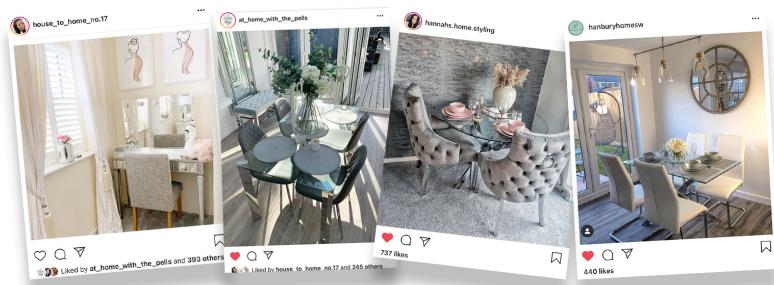 house_to_home_no.17
Liked by at_home_with_the_pells and 393 others
at_home_with_the_pells
Liked by house_to_home_no.17 and 245 others
hannahs.home.styling
737 likes
hanburyhomesw
440 likes